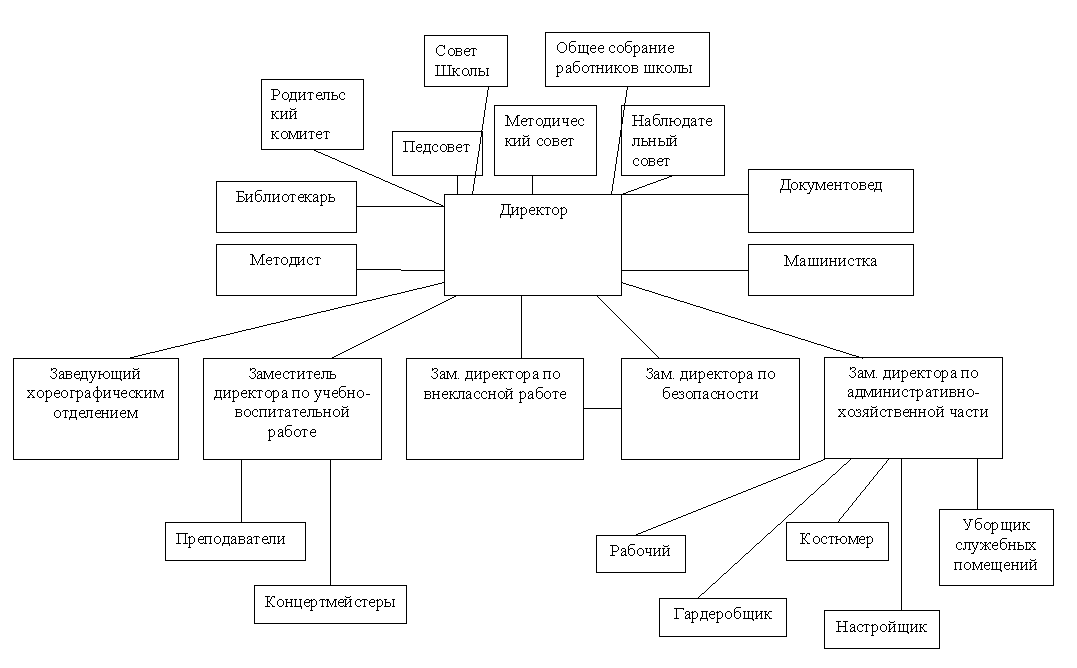 Совет
Школы
Общее собрание
работников школы
Родительс
кий
комитет
Педсовет
Методичес
кий совет
Наблюдате
льный
совет
Библиотекарь
Директор
Документовед
Методист
Машинистка
Заведующий
хореографическим
отделением
Заместитель
директора по учебно-
воспитательной
работе
Зам. директора по
внеклассной работе
Зам. директора по
безопасности
Зам. директора по
административно-
хозяйственной части
Преподаватели
Концертмейстеры
Рабочий
Гардеробщик
Костюмер
Настройщик
Уборщик
служебных
помещений